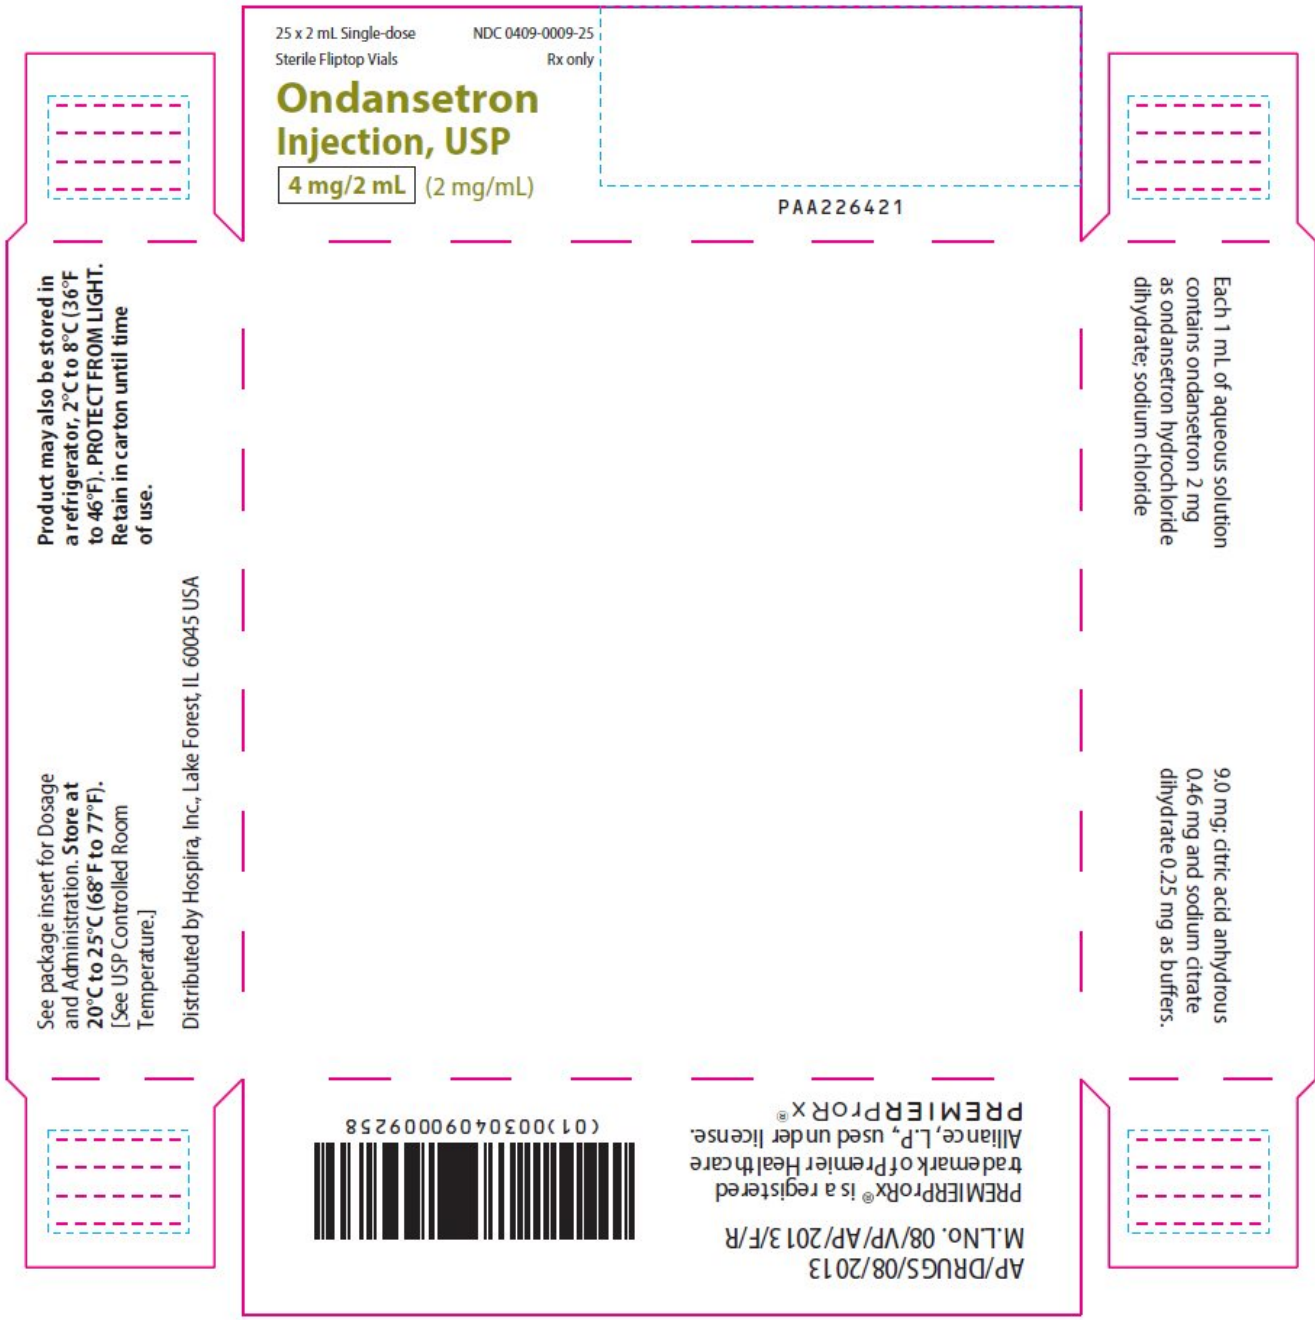 25 x 2 mL Single-dose NDC 0409-0009-25
Sterile Fliptop Vials Rx only
Ondansetron
Injection, USP
4 mg/2 mL (2 mg/mL)
PAA226421
See package insert for Dosage
and Administration. Store at
20°C to 25°C (68°F to 77°F).
[See USP Controlled Room
Temperature.]
Product may also be stored in
a refrigerator, 2°C to 8°C (36°F
to 46°F). PROTECT FROM LIGHT.
Retain in carton until time
of use.
Distributed by Hospira, Inc., Lake Forest, IL 60045 USA
Each 1 mL of aqueous solution
contains ondansetron 2 mg
as ondansetron hydrochloride
dihydrate; sodium chloride
9.0 mg; citric acid anhydrous
0.46 mg and sodium citrate
dihydrate 0.25 mg as buffers.
AP/DRUGS/08/2013
M.L.No. 08/VP/AP/2013/F/R
PREMIERProRx® is a registered
trademark of Premier Healthcare
Alliance, L.P., used under license.
PREMIERProRx®
(01)00304090009258